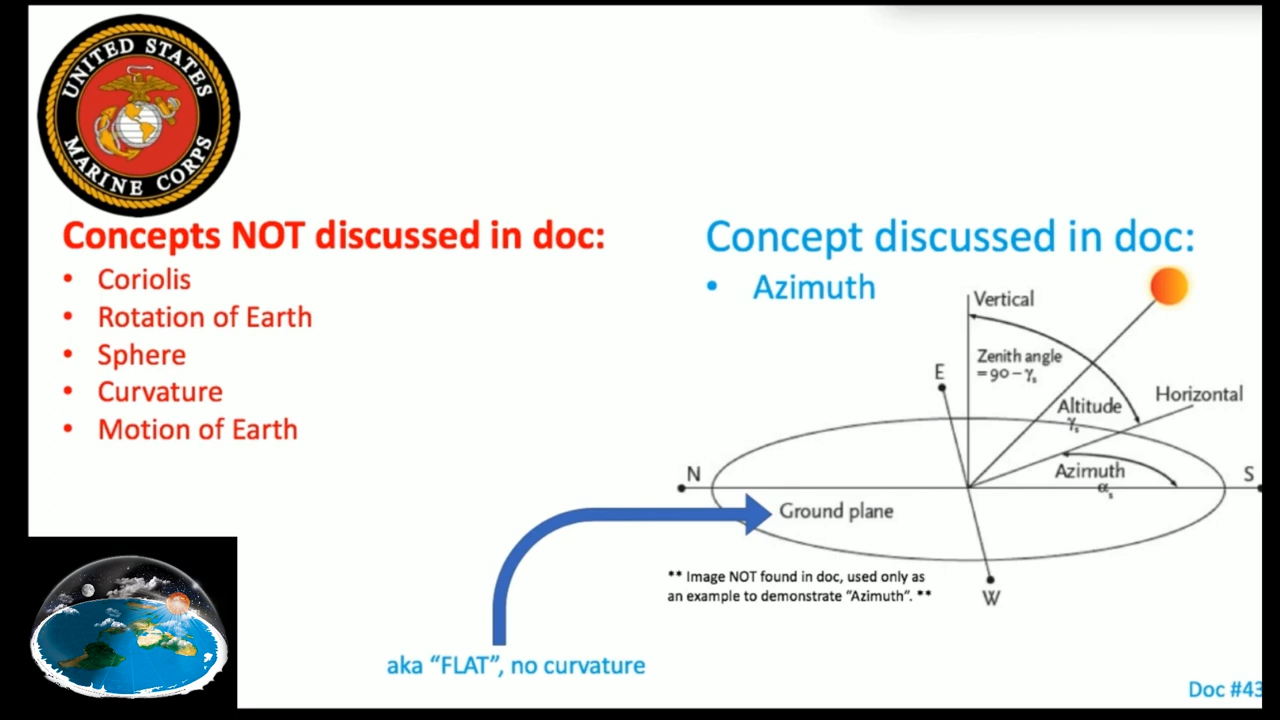 UNITED STATES
MARINE CORPS
Concepts NOT discussed in doc:
• Coriolis
• Rotation of Earth
• Sphere
• Curvature
• Motion of Earth
Concept discussed in doc:
• Azimuth
Vertical
Zenith angle
=90-γs
E
Altitude
γs
Horizontal
N
Azimuth
αs
S
Ground plane
** Image NOT found in doc, used only as
an example to demonstrate “Azimuth”. **
W
aka “FLAT”, no curvature
Doc #43